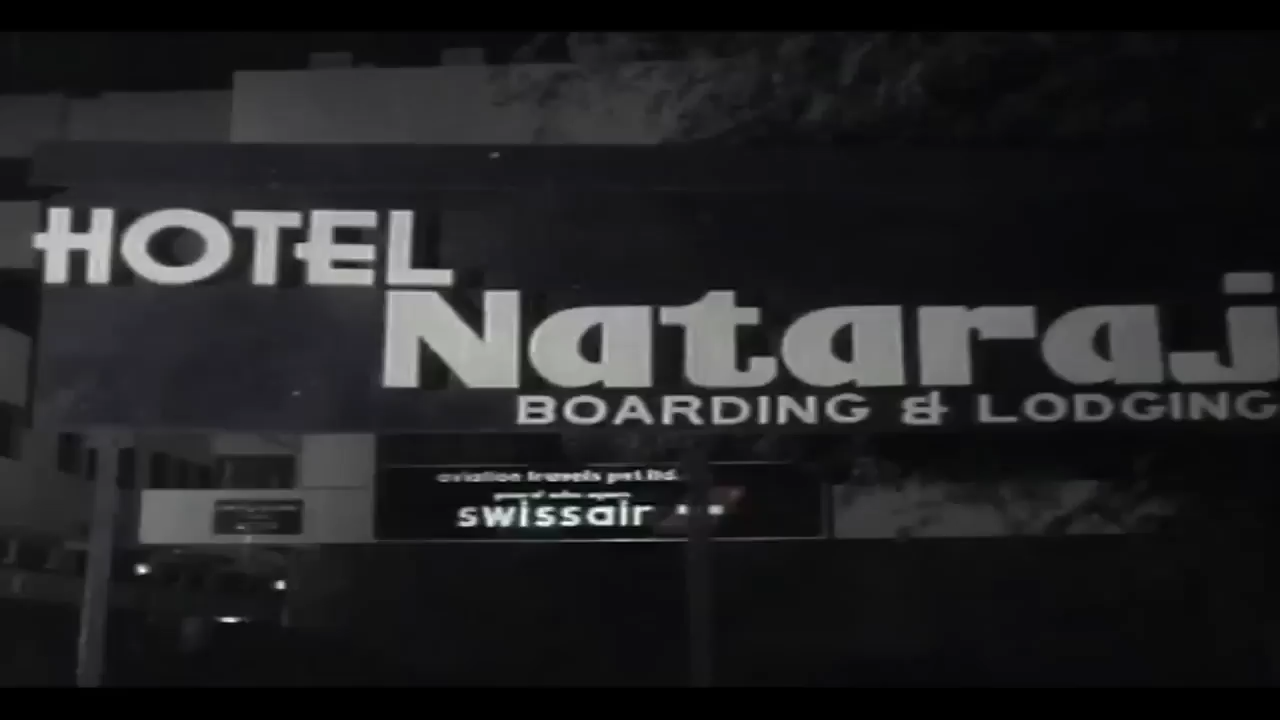 HOTEL
Nataraj
BOARDING & LODGING
aviation travels pvt.ltd.
swissair